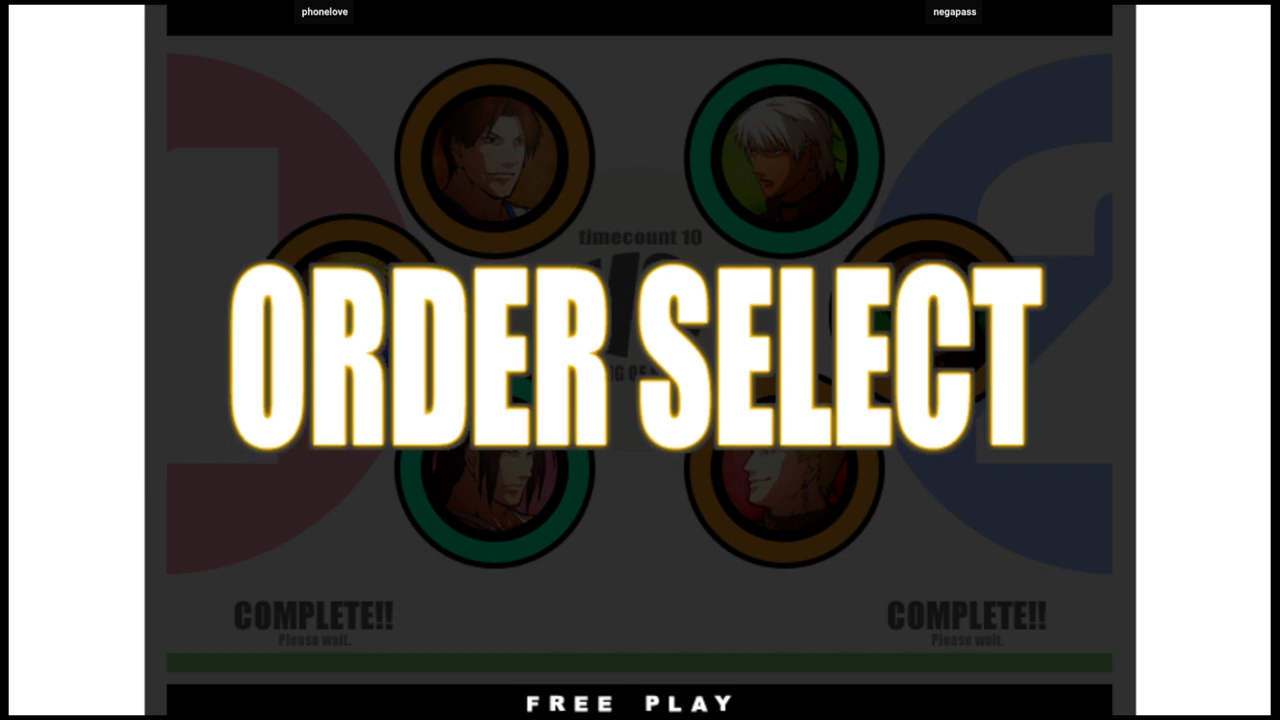 phonelove
negapass
timecount 10
ORDER SELECT
COMPLETE!!
Please wait.
COMPLETE!!
Please wait.
FREE PLAY